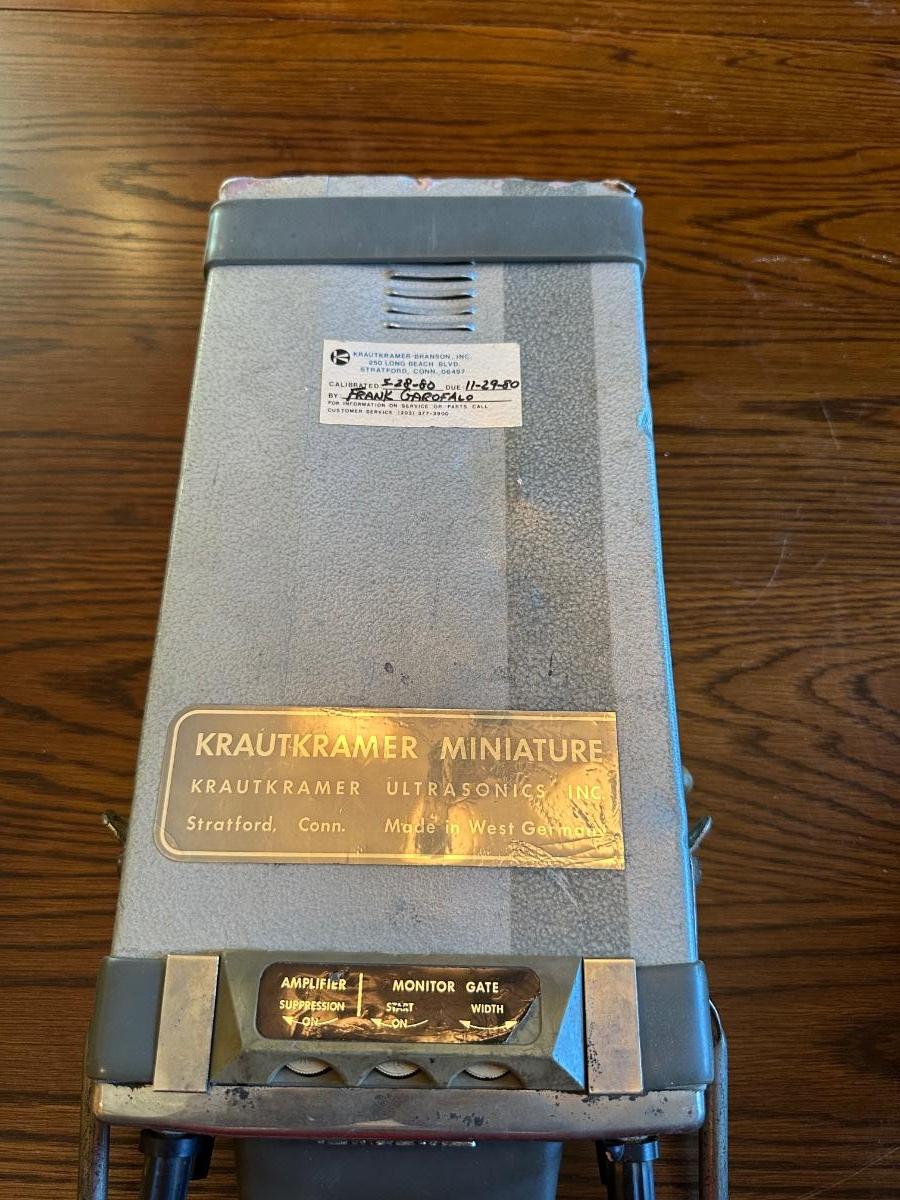 KRAUTKRAMER-BRANSON, INC.
250 LONG BEACH BLVD.
STRATFORD, CONN. 06497
CALIBRATED 5-28-80 DUE 11-29-80
BY: FRANK GAROFALO
FOR INFORMATION ON SERVICE OR PARTS CALL
CUSTOMER SERVICE (203) 377-3900
KRAUTKRAMER MINIATURE
KRAUTKRAMER ULTRASONICS INC.
Stratford, Conn. Made in West Germany
AMPLIFIER MONITOR GATE
SUPPRESSION START WIDTH
ON ON